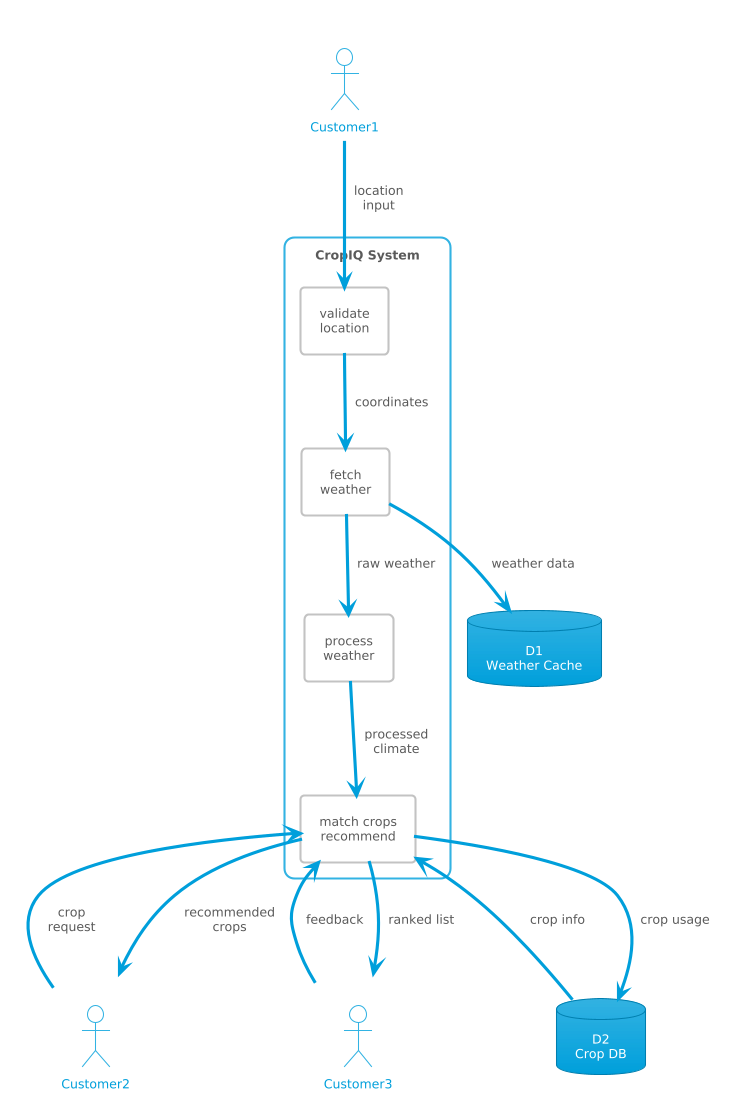 Customer1
location
input
CropIQ System
validate
location
coordinates
fetch
weather
raw weather
weather data
process
weather
D1
Weather Cache
processed
climate
match crops
recommend
crop
request
recommended
crops
feedback
ranked list
crop info
crop usage
Customer2
Customer3
D2
Crop DB